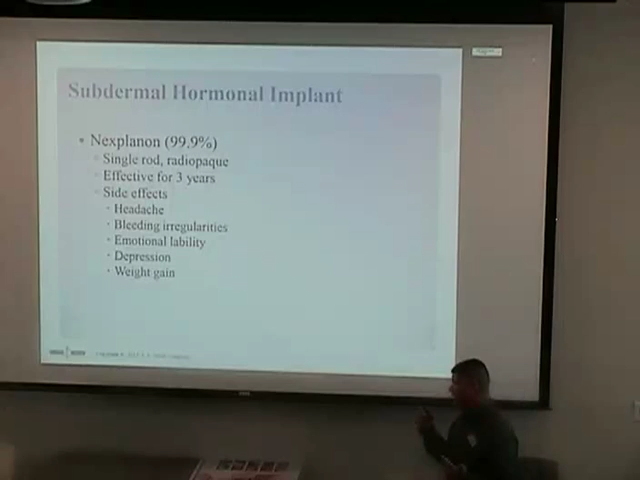 Subdermal Hormonal Implant
• Nexplanon (99.9%)
Single rod, radiopaque
Effective for 3 years
Side effects
Headache
Bleeding irregularities
Emotional lability
Depression
Weight gain